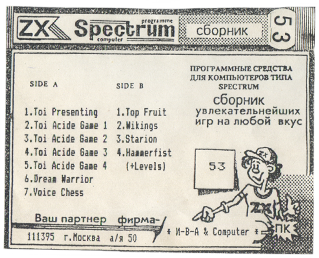 ZX Spectrum
programme
computer
сборник
53
SIDE A
SIDE B
1.Toi Presenting
2.Toi Acide Game 1
3.Toi Acide Game 2
4.Toi Acide Game 3
5.Toi Acide Game 4
6.Dream Warrior
7.Voice Chess
1.Top Fruit
2.Wikings
3.Starion
4.Hammerfist
(+Levels)
ПРОГРАММНЫЕ СРЕДСТВА
ДЛЯ КОМПЬЮТЕРОВ ТИПА
SPECTRUM
сборник
увлекательнейших
игр на любой вкус
53
ZX
ПК
Ваш партнер фирма-
111395 г.Москва а/я 50
* И-В-А & Computer *